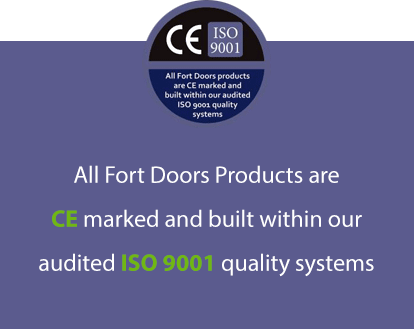 CE ISO
9001
All Fort Doors products
are CE marked and
built within our audited
ISO 9001 quality
systems
All Fort Doors Products are
CE marked and built within our
audited ISO 9001 quality systems